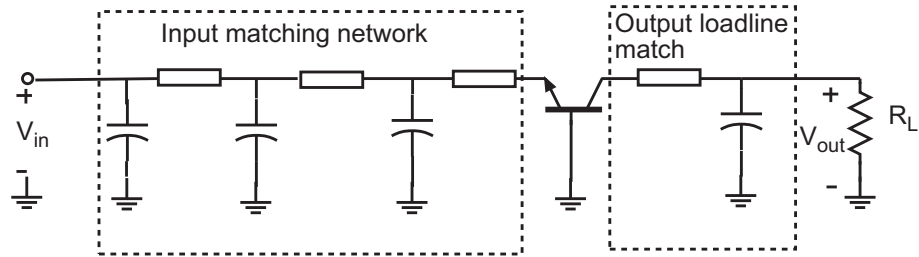 Input matching network
Output loadline
match
+
V_in
-
+
V_out
-
R_L